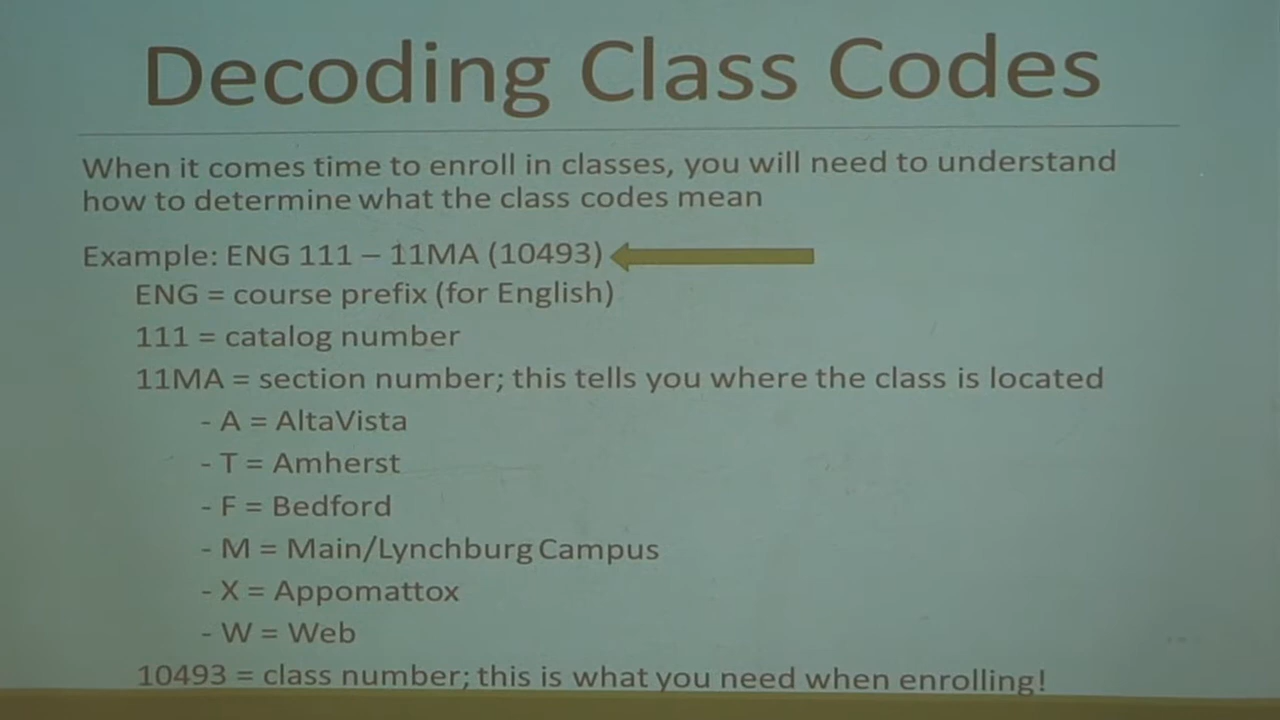 Decoding Class Codes
When it comes time to enroll in classes, you will need to understand
how to determine what the class codes mean
Example: ENG 111 – 11MA (10493)
ENG = course prefix (for English)
111 = catalog number
11MA = section number; this tells you where the class is located
- A = AltaVista
- T = Amherst
- F = Bedford
- M = Main/Lynchburg Campus
- X = Appomattox
- W = Web
10493 = class number; this is what you need when enrolling!